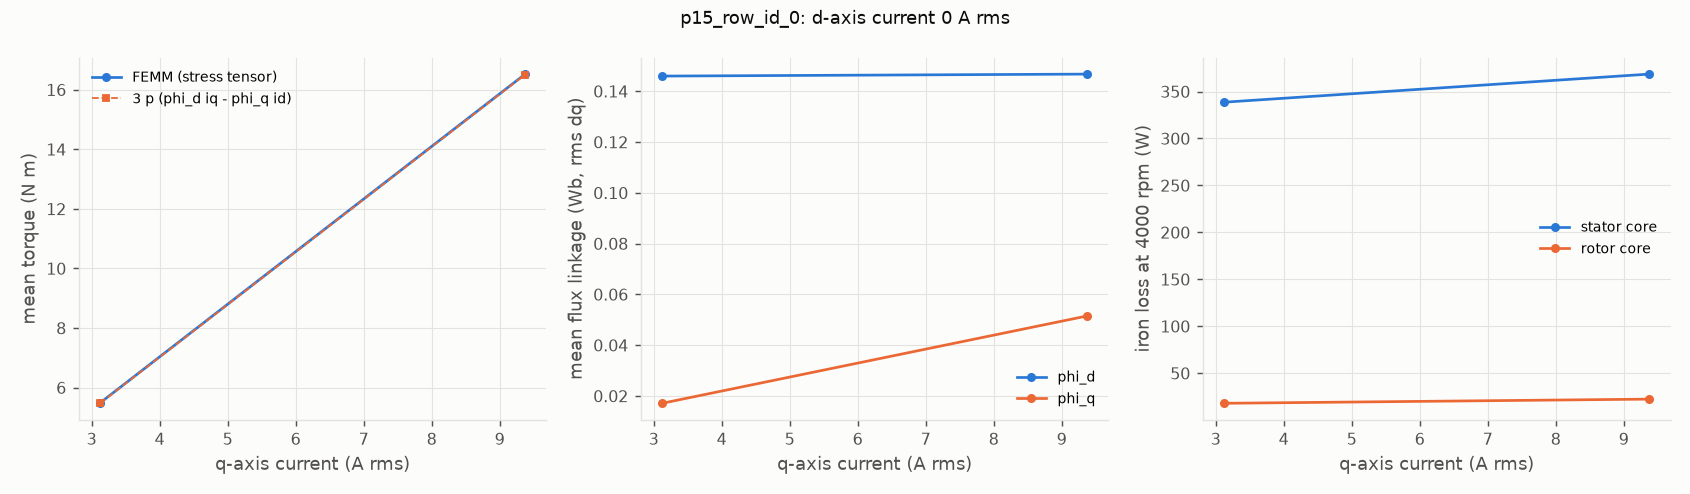 p15_row_id_0: d-axis current 0 A rms
mean torque (N m)
16
14
12
10
8
6
FEMM (stress tensor)
3 p (phi_d iq - phi_q id)
3 4 5 6 7 8 9
q-axis current (A rms)
mean flux linkage (Wb, rms dq)
0.14
0.12
0.10
0.08
0.06
0.04
0.02
phi_d
phi_q
3 4 5 6 7 8 9
q-axis current (A rms)
iron loss at 4000 rpm (W)
350
300
250
200
150
100
50
stator core
rotor core
3 4 5 6 7 8 9
q-axis current (A rms)